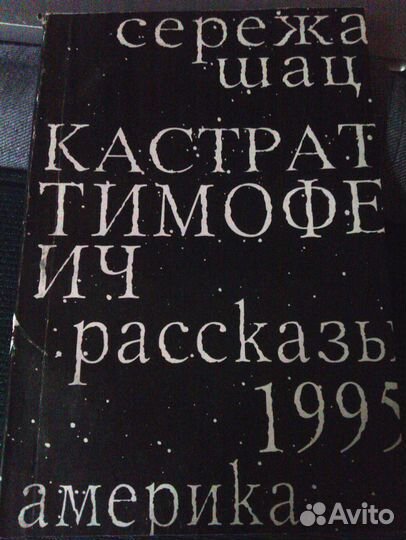 сережа
шац
КАСТРАТ
ТИМОФЕ
ИЧ
рассказы
1995
америка
Avito